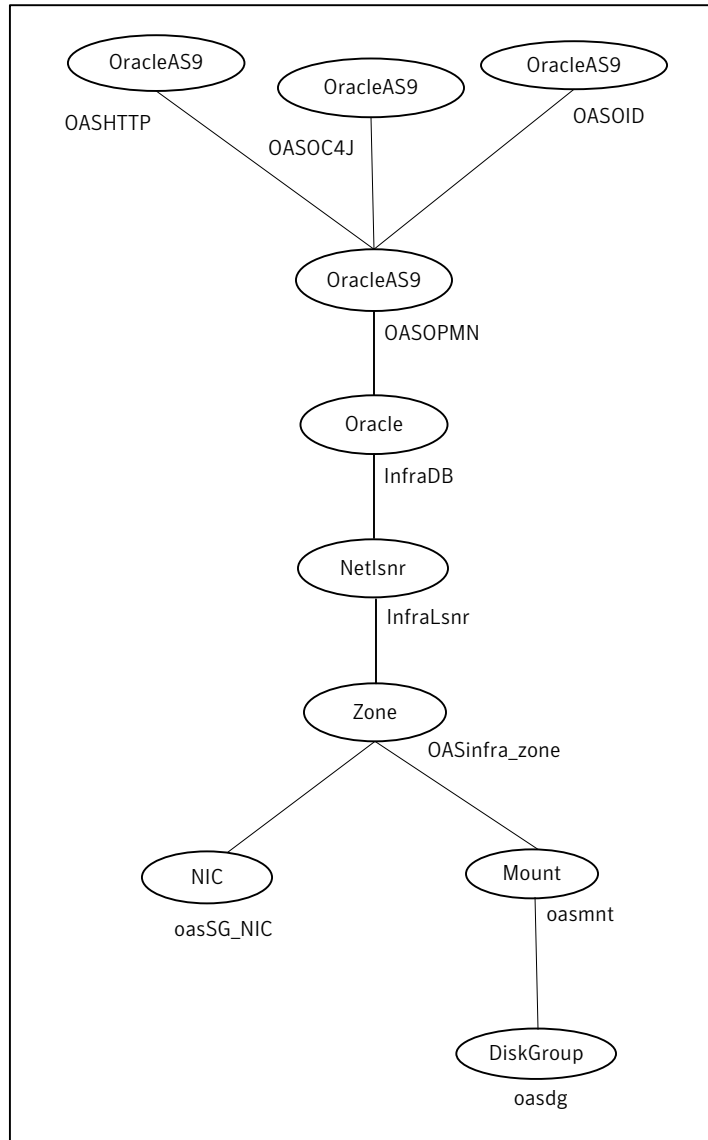 OracleAS9
OracleAS9
OracleAS9
OASHTTP
OASOC4J
OASOID
OracleAS9
OASOPMN
Oracle
InfraDB
Netlsnr
InfraLsnr
Zone
OASinfra_zone
NIC
oasSG_NIC
Mount
oasmnt
DiskGroup
oasdg